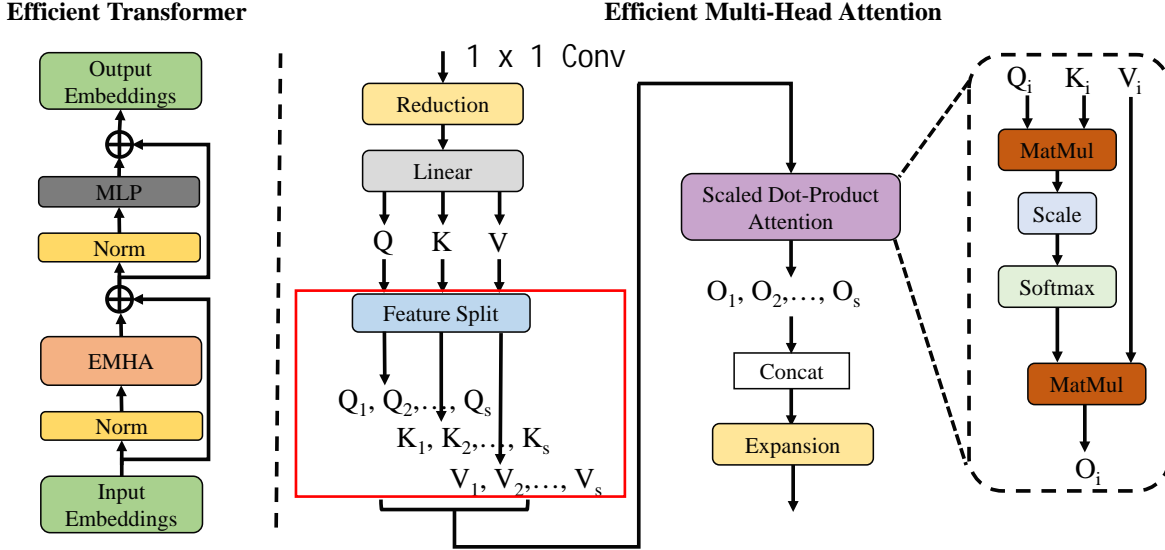 Efficient Transformer
Output
Embeddings
MLP
Norm
EMHA
Norm
Input
Embeddings
Efficient Multi-Head Attention
1 x 1 Conv
Reduction
Linear
Q K V
Feature Split
Q₁, Q₂,…, Qₛ
K₁, K₂,…, Kₛ
V₁, V₂,…, Vₛ
Scaled Dot-Product
Attention
O₁, O₂,…, Oₛ
Concat
Expansion
Qᵢ Kᵢ Vᵢ
MatMul
Scale
Softmax
MatMul
Oᵢ